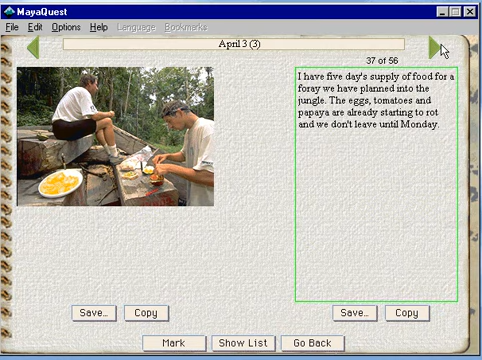 MayaQuest
File Edit Options Help Language Bookmarks
April 3 (3)
37 of 56
I have five day's supply of food for a
foray we have planned into the
jungle. The eggs, tomatoes and
papaya are already starting to rot
and we don't leave until Monday.
Save... Copy Save... Copy
Mark Show List Go Back